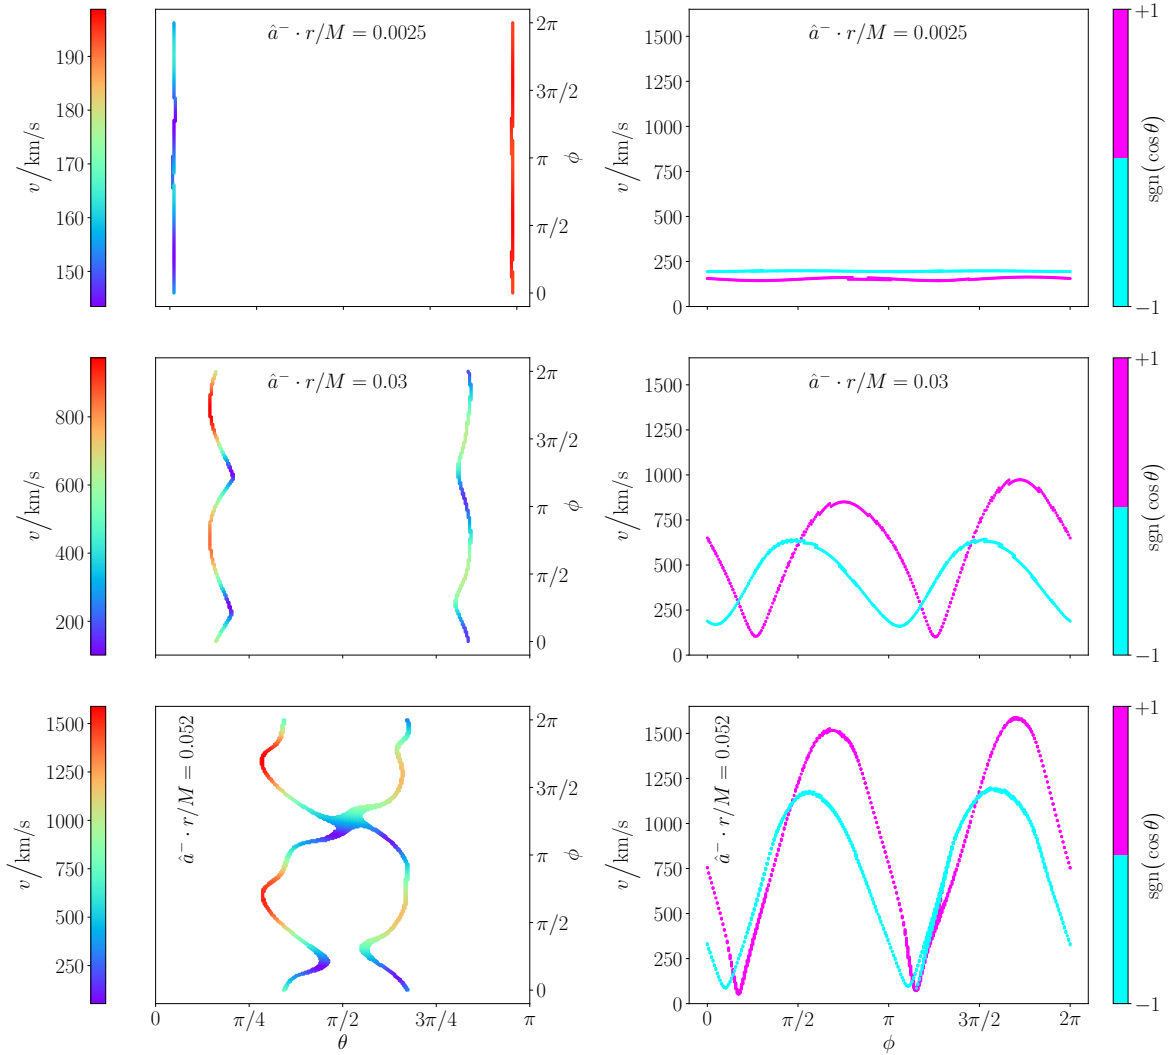 190
180
170
160
150
v/km/s
â⁻ · r/M = 0.0025
2π
3π/2
π
π/2
0
ϕ
â⁻ · r/M = 0.0025
1500
1250
1000
750
500
250
0
v/km/s
+1
−1
sgn(cos θ)
800
600
400
200
v/km/s
â⁻ · r/M = 0.03
2π
3π/2
π
π/2
0
ϕ
â⁻ · r/M = 0.03
1500
1250
1000
750
500
250
0
v/km/s
+1
−1
sgn(cos θ)
1500
1250
1000
750
500
250
v/km/s
â⁻ · r/M = 0.052
2π
3π/2
π
π/2
0
ϕ
0 π/4 π/2 3π/4 π
θ
â⁻ · r/M = 0.052
1500
1250
1000
750
500
250
0
v/km/s
0 π/2 π 3π/2 2π
ϕ
+1
−1
sgn(cos θ)